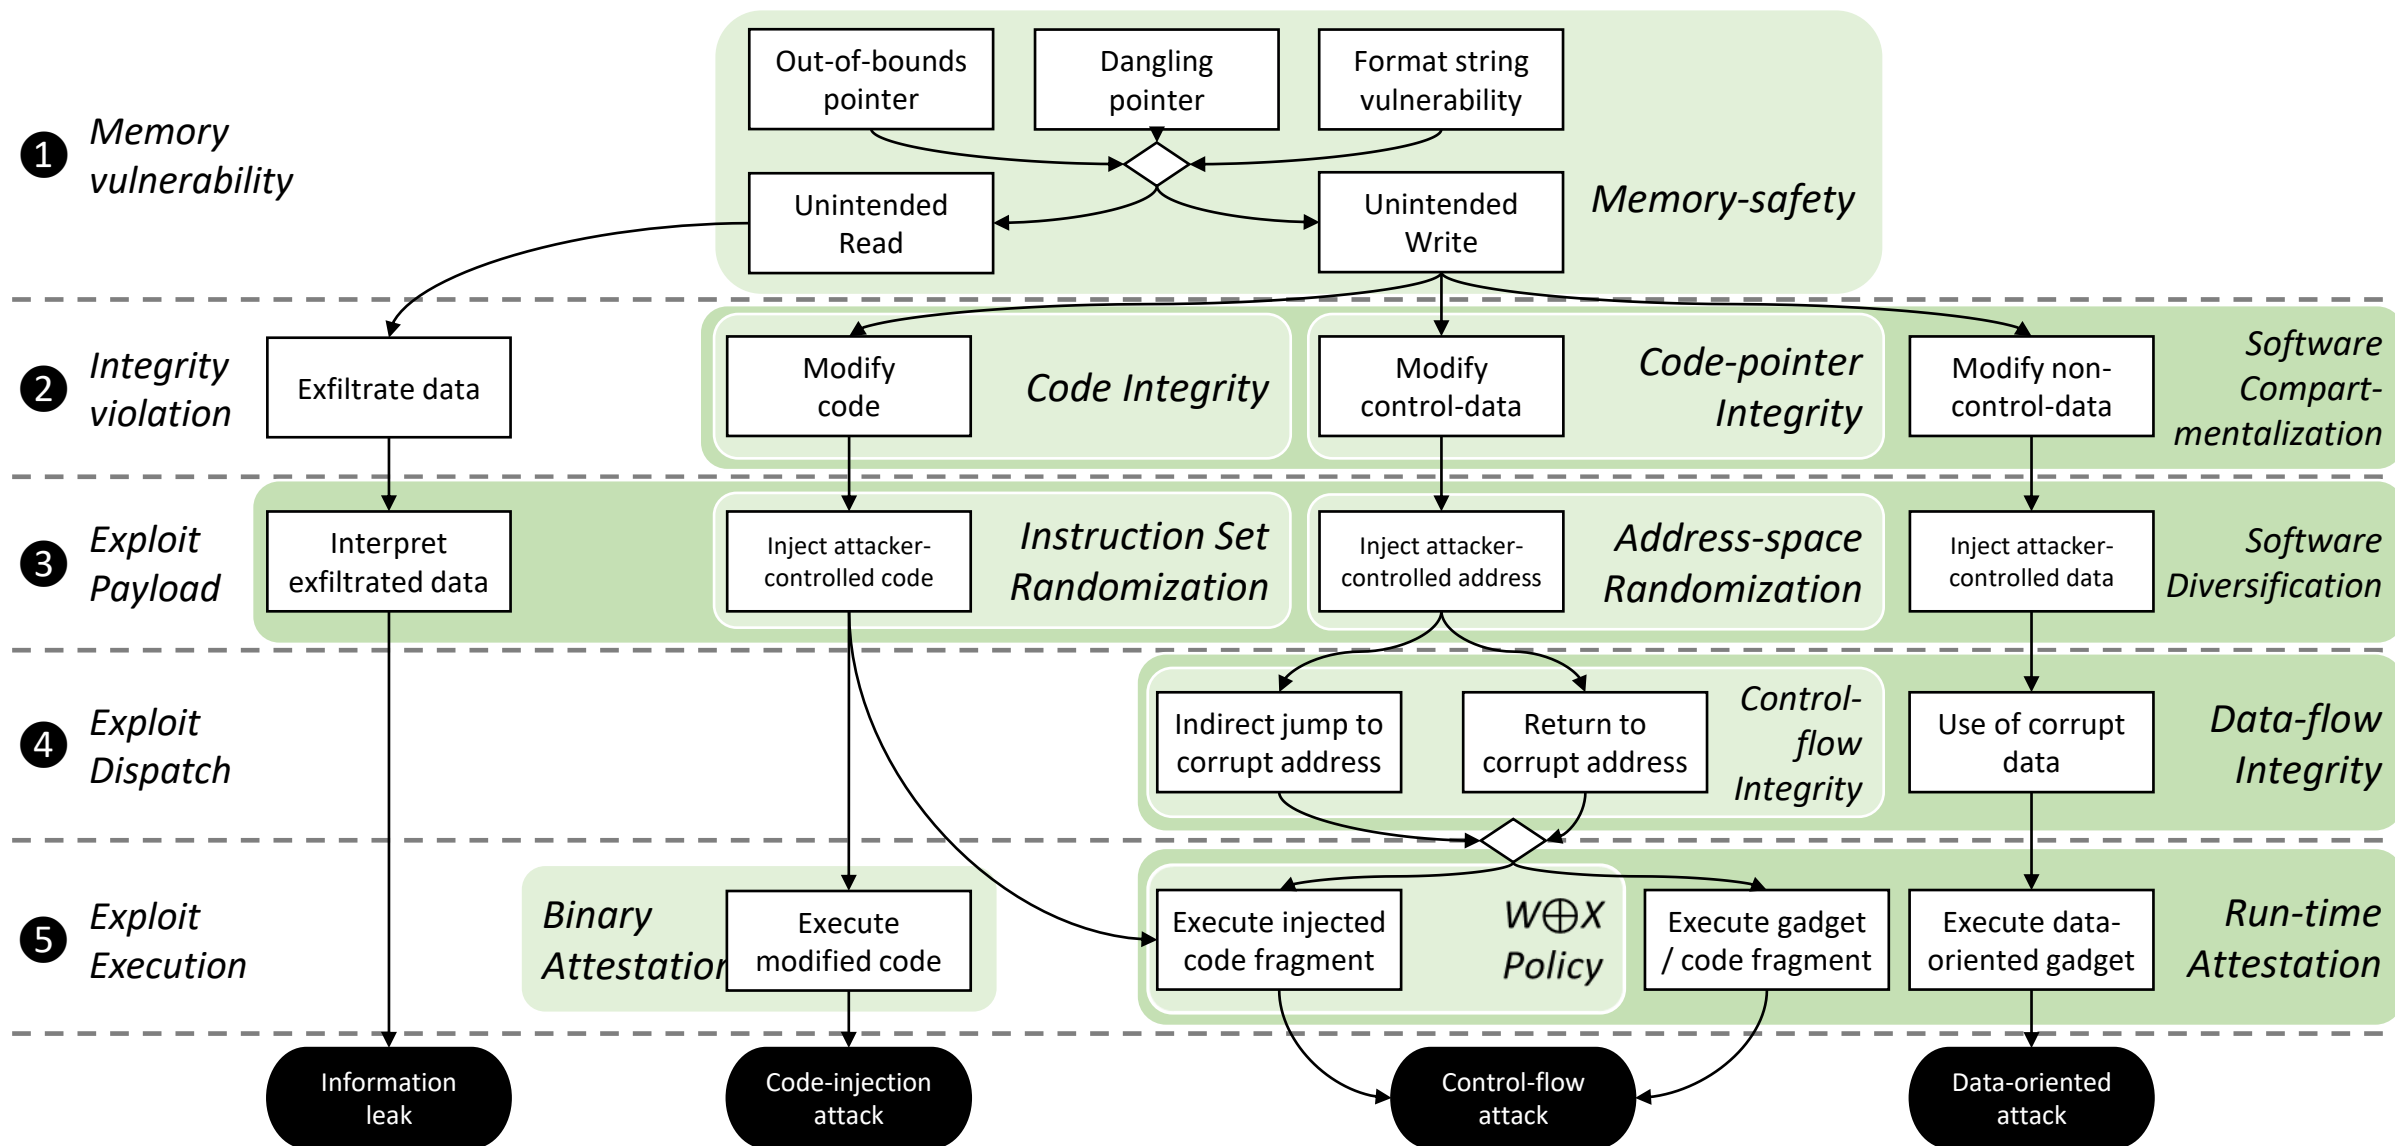 Out-of-bounds
pointer
Dangling
pointer
Format string
vulnerability
1
Memory
vulnerability
Unintended
Read
Unintended
Write
Memory-safety
2
Integrity
violation
Exfiltrate data
Modify
code
Code Integrity
Modify
control-data
Code-pointer
Integrity
Modify non-
control-data
Software
Compart-
mentalization
3
Exploit
Payload
Interpret
exfiltrated data
Inject attacker-
controlled code
Instruction Set
Randomization
Inject attacker-
controlled address
Address-space
Randomization
Inject attacker-
controlled data
Software
Diversification
4
Exploit
Dispatch
Indirect jump to
corrupt address
Return to
corrupt address
Control-
flow
Integrity
Use of corrupt
data
Data-flow
Integrity
5
Exploit
Execution
Binary
Attestation
Execute
modified code
Execute injected
code fragment
W⊕X
Policy
Execute gadget
/ code fragment
Execute data-
oriented gadget
Run-time
Attestation
Information
leak
Code-injection
attack
Control-flow
attack
Data-oriented
attack